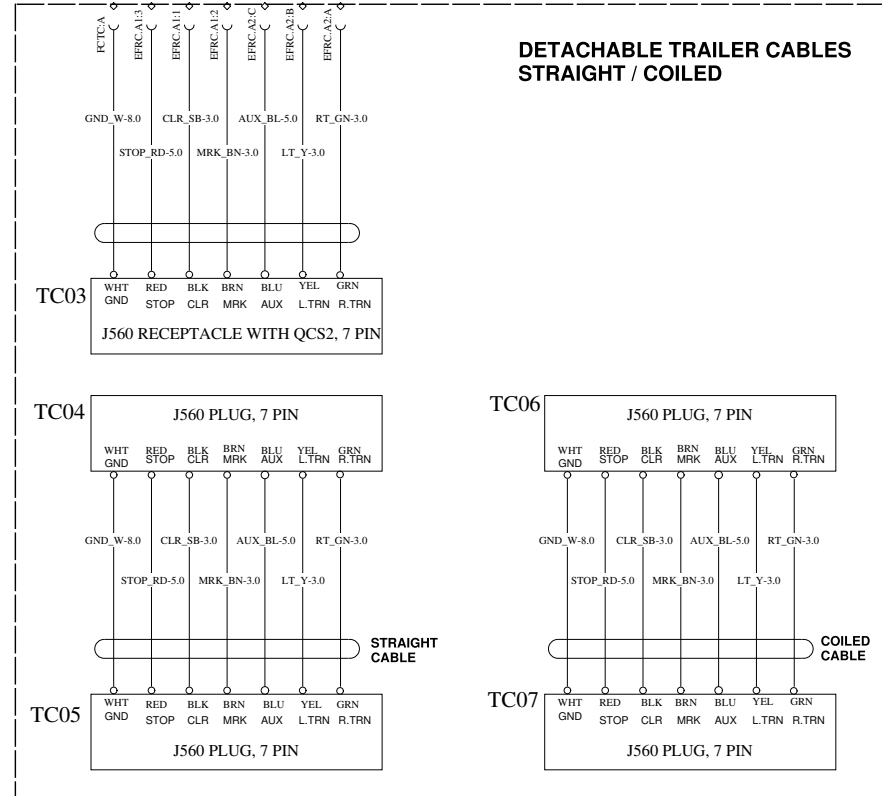 FCTC:A EFRC.A1:3 EFRC.A1:1 EFRC.A1:2 EFRC.A2:C EFRC.A2:B EFRC.A2:A
DETACHABLE TRAILER CABLES
STRAIGHT / COILED
GND_W-8.0 CLR_SB-3.0 AUX_BL-5.0 RT_GN-3.0
STOP_RD-5.0 MRK_BN-3.0 LT_Y-3.0
TC03
WHT RED BLK BRN BLU YEL GRN
GND STOP CLR MRK AUX L.TRN R.TRN
J560 RECEPTACLE WITH QCS2, 7 PIN
TC04
J560 PLUG, 7 PIN
WHT RED BLK BRN BLU YEL GRN
GND STOP CLR MRK AUX L.TRN R.TRN
GND_W-8.0 CLR_SB-3.0 AUX_BL-5.0 RT_GN-3.0
STOP_RD-5.0 MRK_BN-3.0 LT_Y-3.0
STRAIGHT
CABLE
TC05
WHT RED BLK BRN BLU YEL GRN
GND STOP CLR MRK AUX L.TRN R.TRN
J560 PLUG, 7 PIN
TC06
J560 PLUG, 7 PIN
WHT RED BLK BRN BLU YEL GRN
GND STOP CLR MRK AUX L.TRN R.TRN
GND_W-8.0 CLR_SB-3.0 AUX_BL-5.0 RT_GN-3.0
STOP_RD-5.0 MRK_BN-3.0 LT_Y-3.0
COILED
CABLE
TC07
WHT RED BLK BRN BLU YEL GRN
GND STOP CLR MRK AUX L.TRN R.TRN
J560 PLUG, 7 PIN